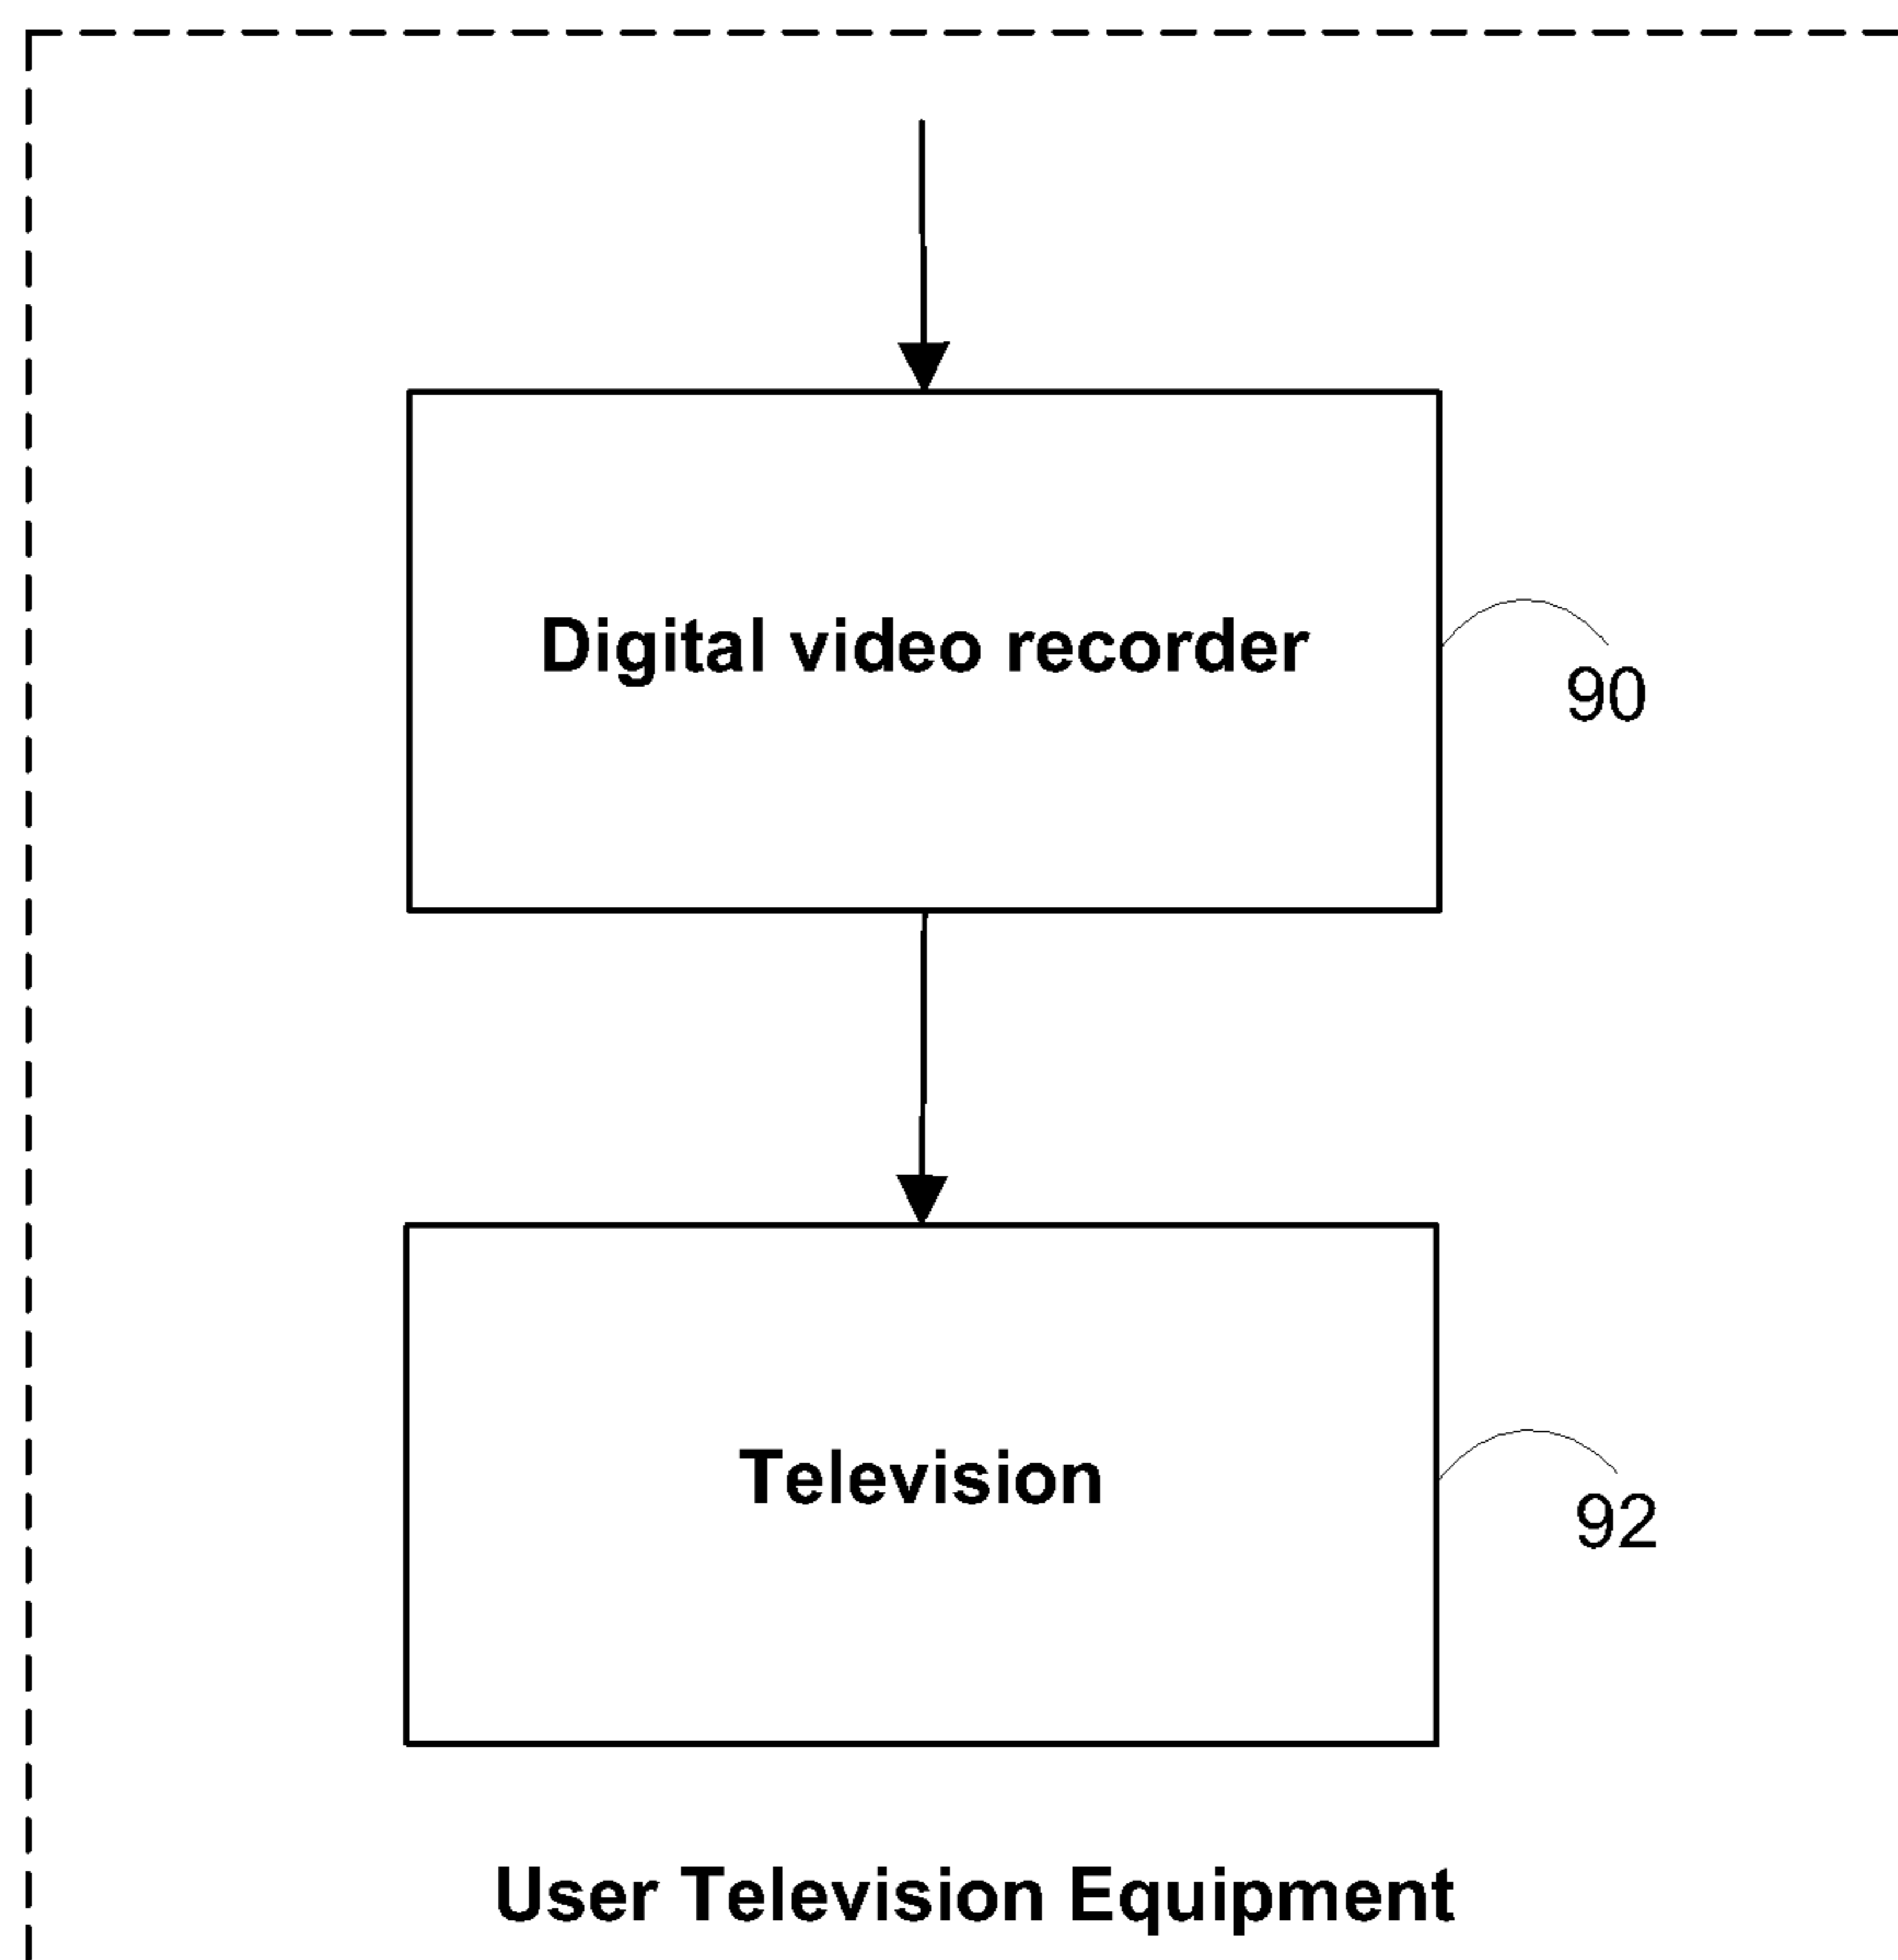 Digital video recorder
90
Television
92
User Television Equipment